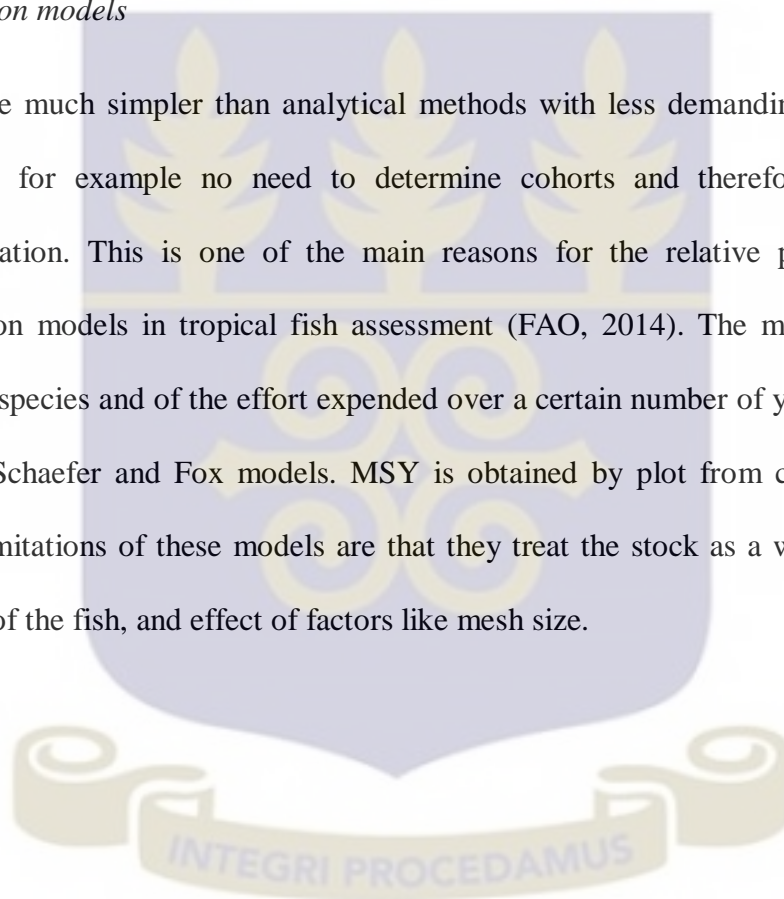 on models
e much simpler than analytical methods with less demandin
for example no need to determine cohorts and therefo
ation. This is one of the main reasons for the relative p
on models in tropical fish assessment (FAO, 2014). The m
species and of the effort expended over a certain number of y
Schaefer and Fox models. MSY is obtained by plot from c
mitations of these models are that they treat the stock as a w
of the fish, and effect of factors like mesh size.
INTEGRI PROCEDAMUS